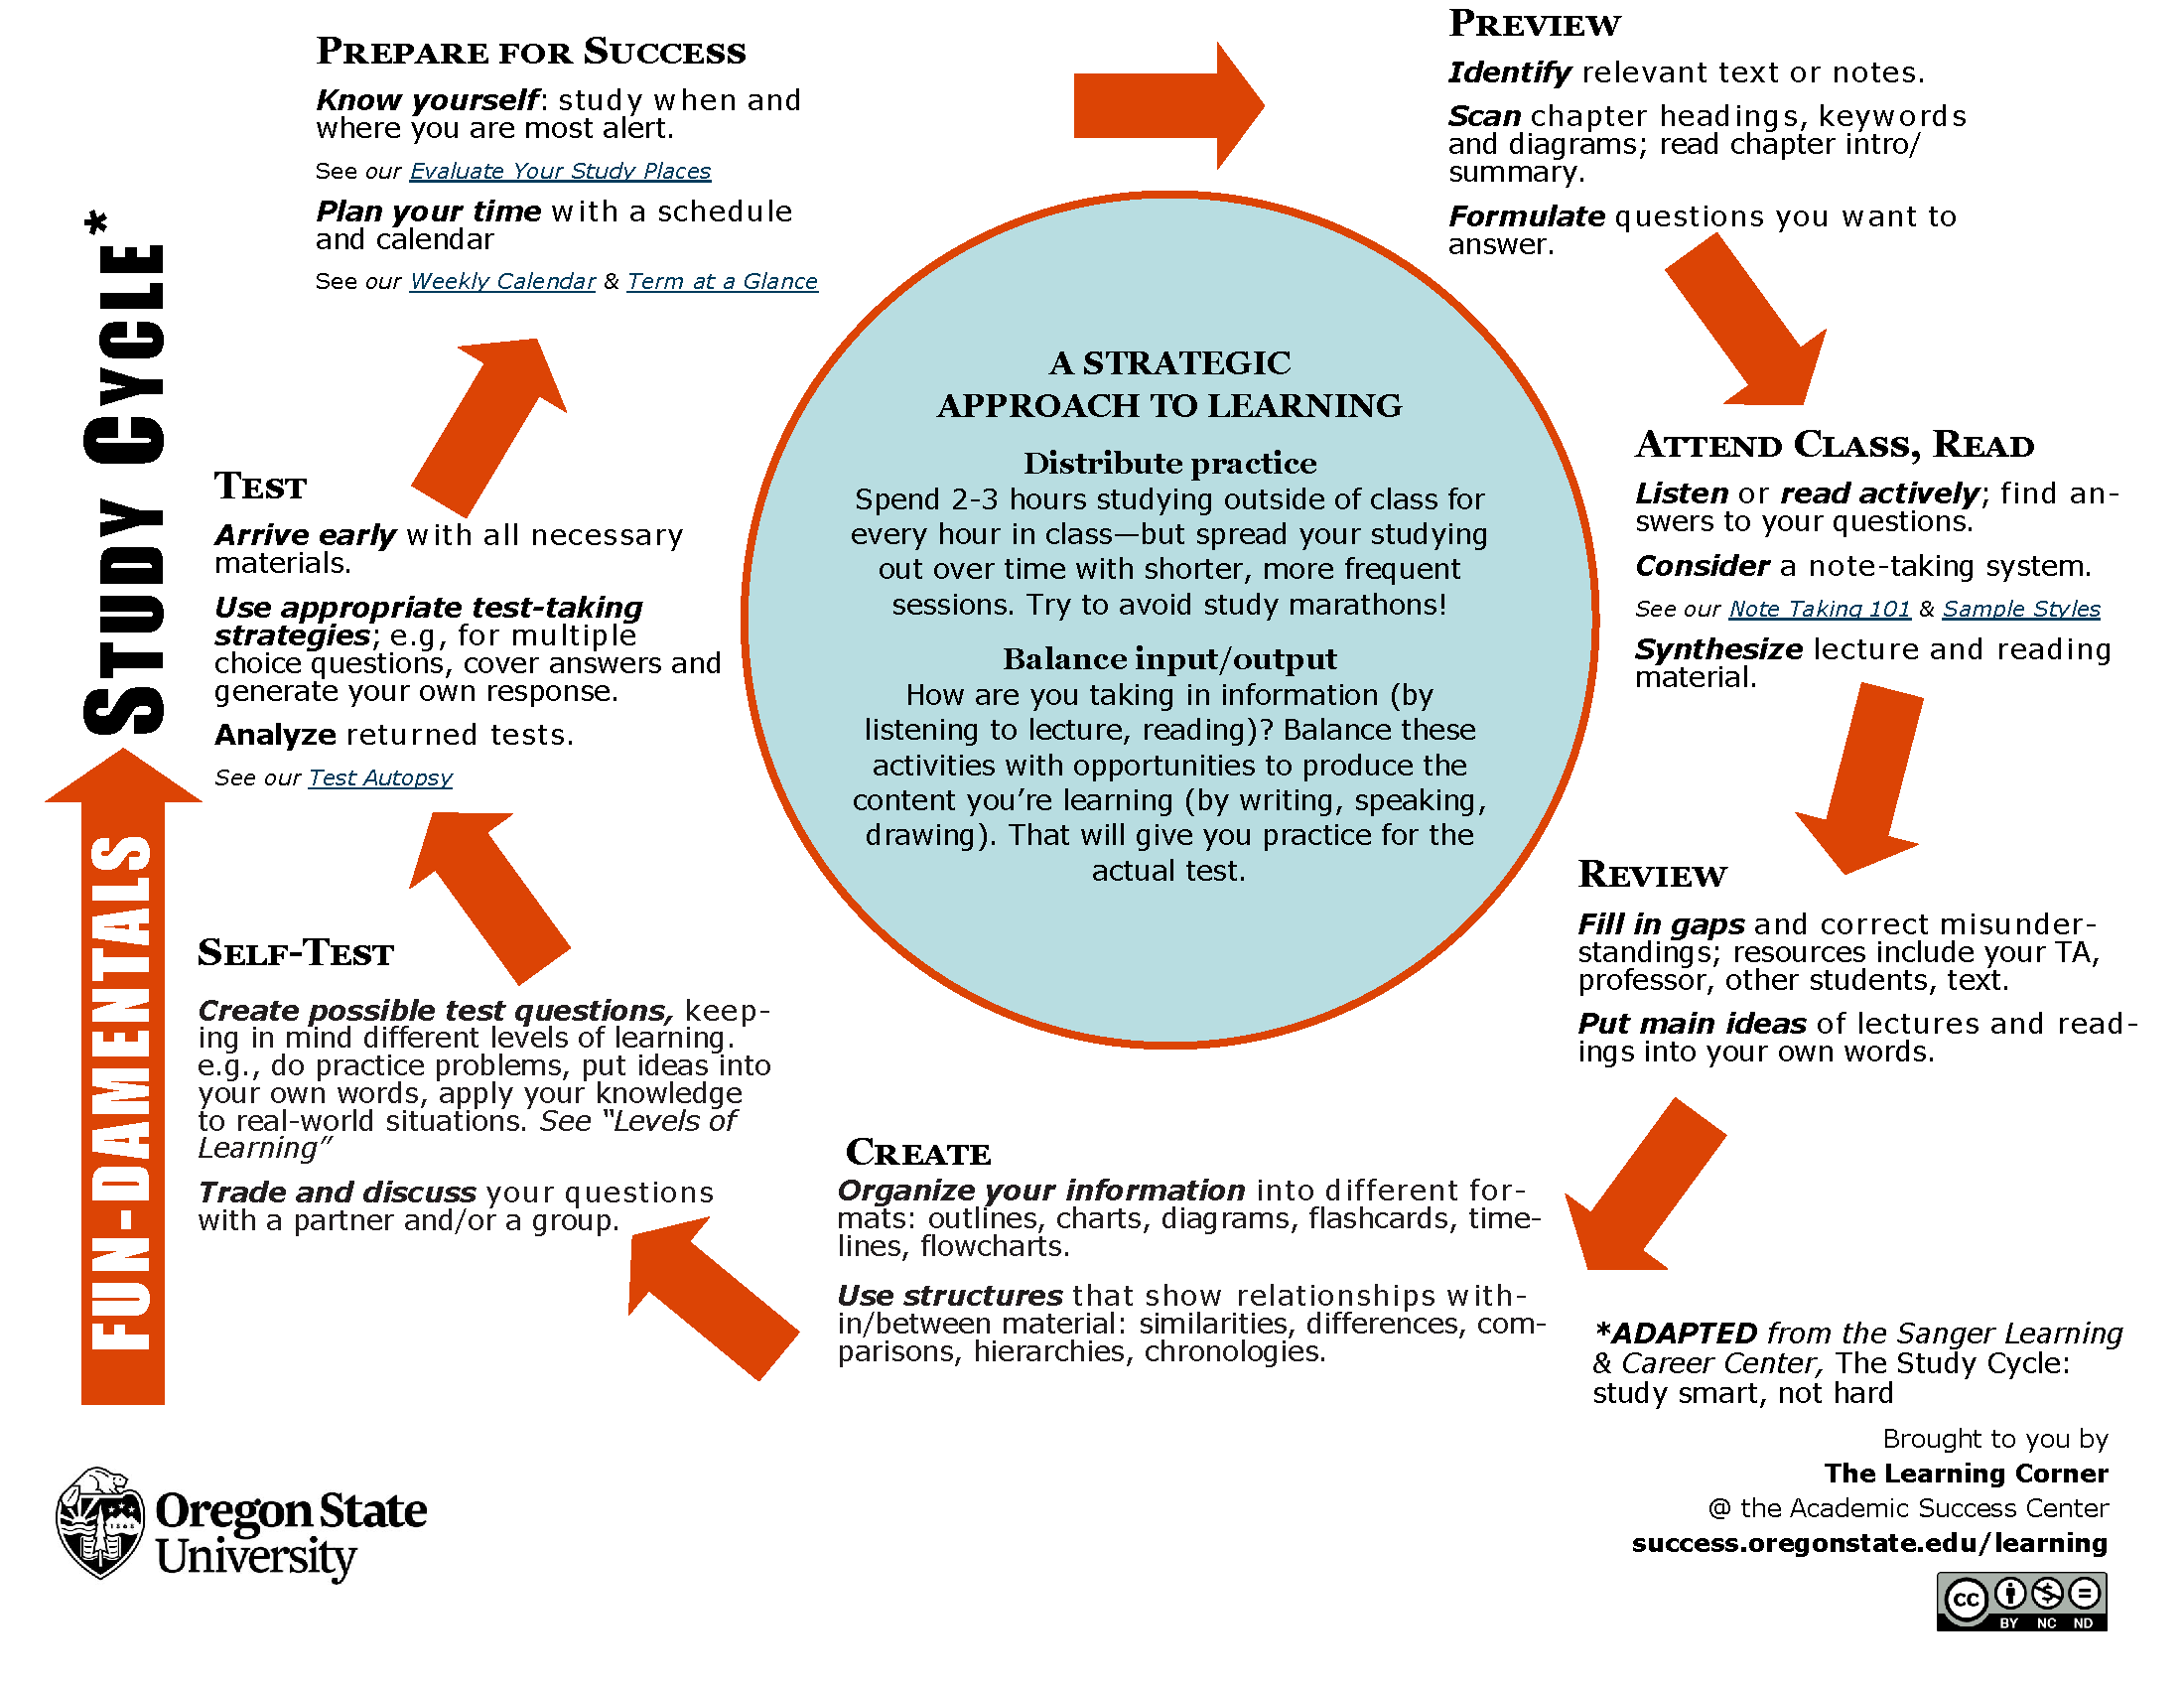 STUDY CYCLE*
FUN-DAMENTALS
PREPARE FOR SUCCESS
Know yourself: study when and
where you are most alert.
See our Evaluate Your Study Places
Plan your time with a schedule
and calendar
See our Weekly Calendar & Term at a Glance
PREVIEW
Identify relevant text or notes.
Scan chapter headings, keywords
and diagrams; read chapter intro/
summary.
Formulate questions you want to
answer.
ATTEND CLASS, READ
Listen or read actively; find an-
swers to your questions.
Consider a note-taking system.
See our Note Taking 101 & Sample Styles
Synthesize lecture and reading
material.
REVIEW
Fill in gaps and correct misunder-
standings; resources include your TA,
professor, other students, text.
Put main ideas of lectures and read-
ings into your own words.
CREATE
Organize your information into different for-
mats: outlines, charts, diagrams, flashcards, time-
lines, flowcharts.
Use structures that show relationships with-
in/between material: similarities, differences, com-
parisons, hierarchies, chronologies.
SELF-TEST
Create possible test questions, keep-
ing in mind different levels of learning.
e.g., do practice problems, put ideas into
your own words, apply your knowledge
to real-world situations. See "Levels of
Learning"
Trade and discuss your questions
with a partner and/or a group.
TEST
Arrive early with all necessary
materials.
Use appropriate test-taking
strategies; e.g, for multiple
choice questions, cover answers and
generate your own response.
Analyze returned tests.
See our Test Autopsy
A STRATEGIC
APPROACH TO LEARNING
Distribute practice
Spend 2-3 hours studying outside of class for
every hour in class—but spread your studying
out over time with shorter, more frequent
sessions. Try to avoid study marathons!
Balance input/output
How are you taking in information (by
listening to lecture, reading)? Balance these
activities with opportunities to produce the
content you're learning (by writing, speaking,
drawing). That will give you practice for the
actual test.
*ADAPTED from the Sanger Learning
& Career Center, The Study Cycle:
study smart, not hard
Brought to you by
The Learning Corner
@ the Academic Success Center
success.oregonstate.edu/learning
1868
Oregon State
University
cc
BY NC ND